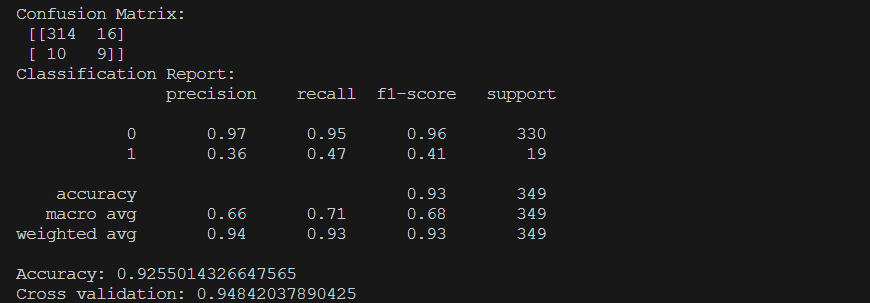 Confusion Matrix:
[[314  16]
[ 10   9]]
Classification Report:
precision    recall  f1-score   support
0       0.97      0.95      0.96       330
1       0.36      0.47      0.41        19
accuracy                           0.93       349
macro avg       0.66      0.71      0.68       349
weighted avg       0.94      0.93      0.93       349
Accuracy: 0.9255014326647565
Cross validation: 0.94842037890425